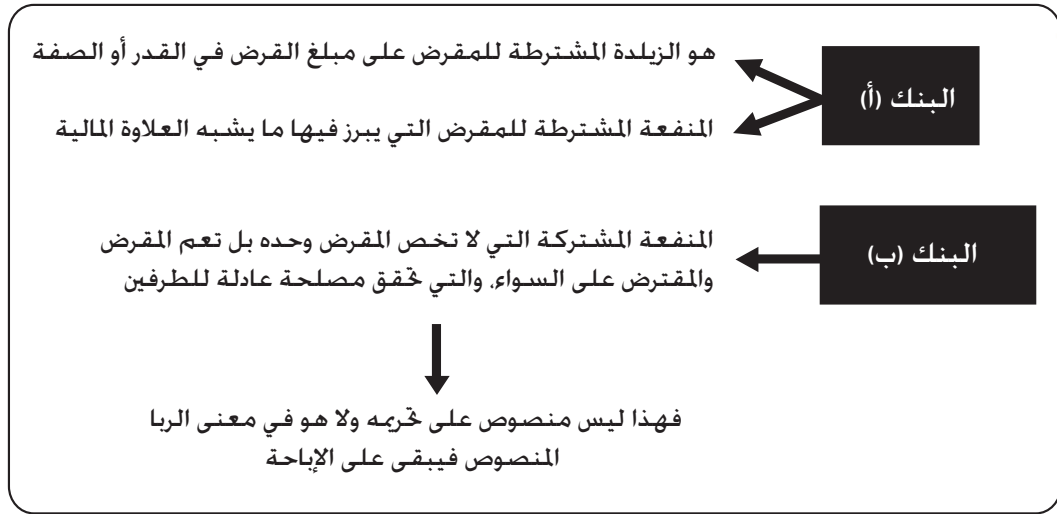 البنك (أ)
هو الزيلدة المشترطة للمقرض على مبلغ القرض في القدر أو الصفة
المنفعة المشترطة للمقرض التي يبرز فيها ما يشبه العلاوة المالية
البنك (ب)
المنفعة المشتركة التي لا تخص المقرض وحده بل تعم المقرض
والمقترض على السواء، والتي تحقق مصلحة عادلة للطرفين
فهذا ليس منصوص على تحريمه ولا هو في معنى الربا
المنصوص فيبقى على الإباحة